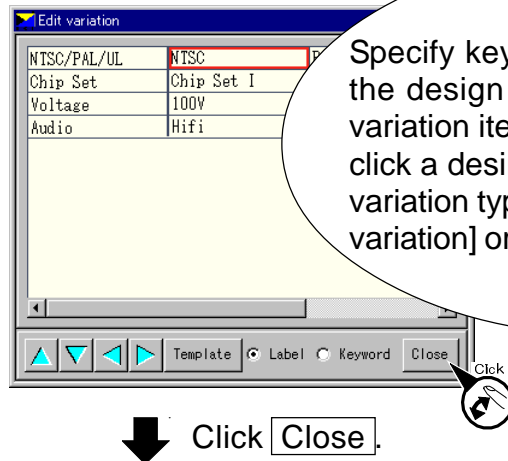 Edit variation
NTSC/PAL/UL NTSC
Chip Set Chip Set I
Voltage 100V
Audio Hifi
Specify key
the design
variation ite
click a desi
variation typ
variation] or
Template Label Keyword Close
Click
Click Close.